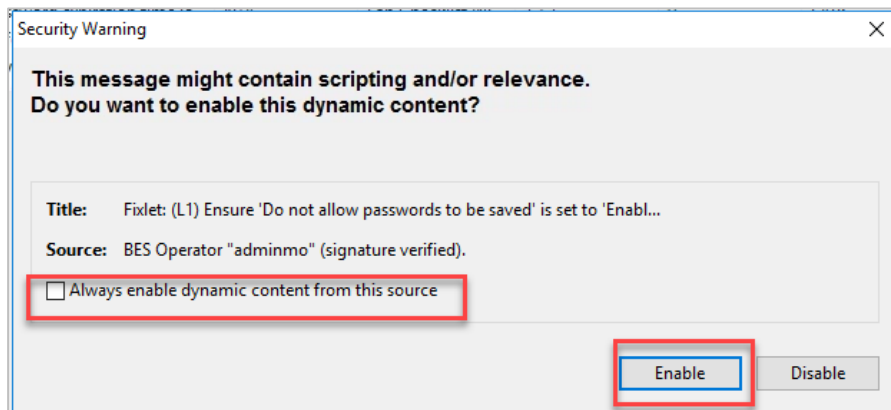 Security Warning
This message might contain scripting and/or relevance.
Do you want to enable this dynamic content?
Title: Fixlet: (L1) Ensure 'Do not allow passwords to be saved' is set to 'Enabl...
Source: BES Operator "adminmo" (signature verified).
Always enable dynamic content from this source
Enable Disable